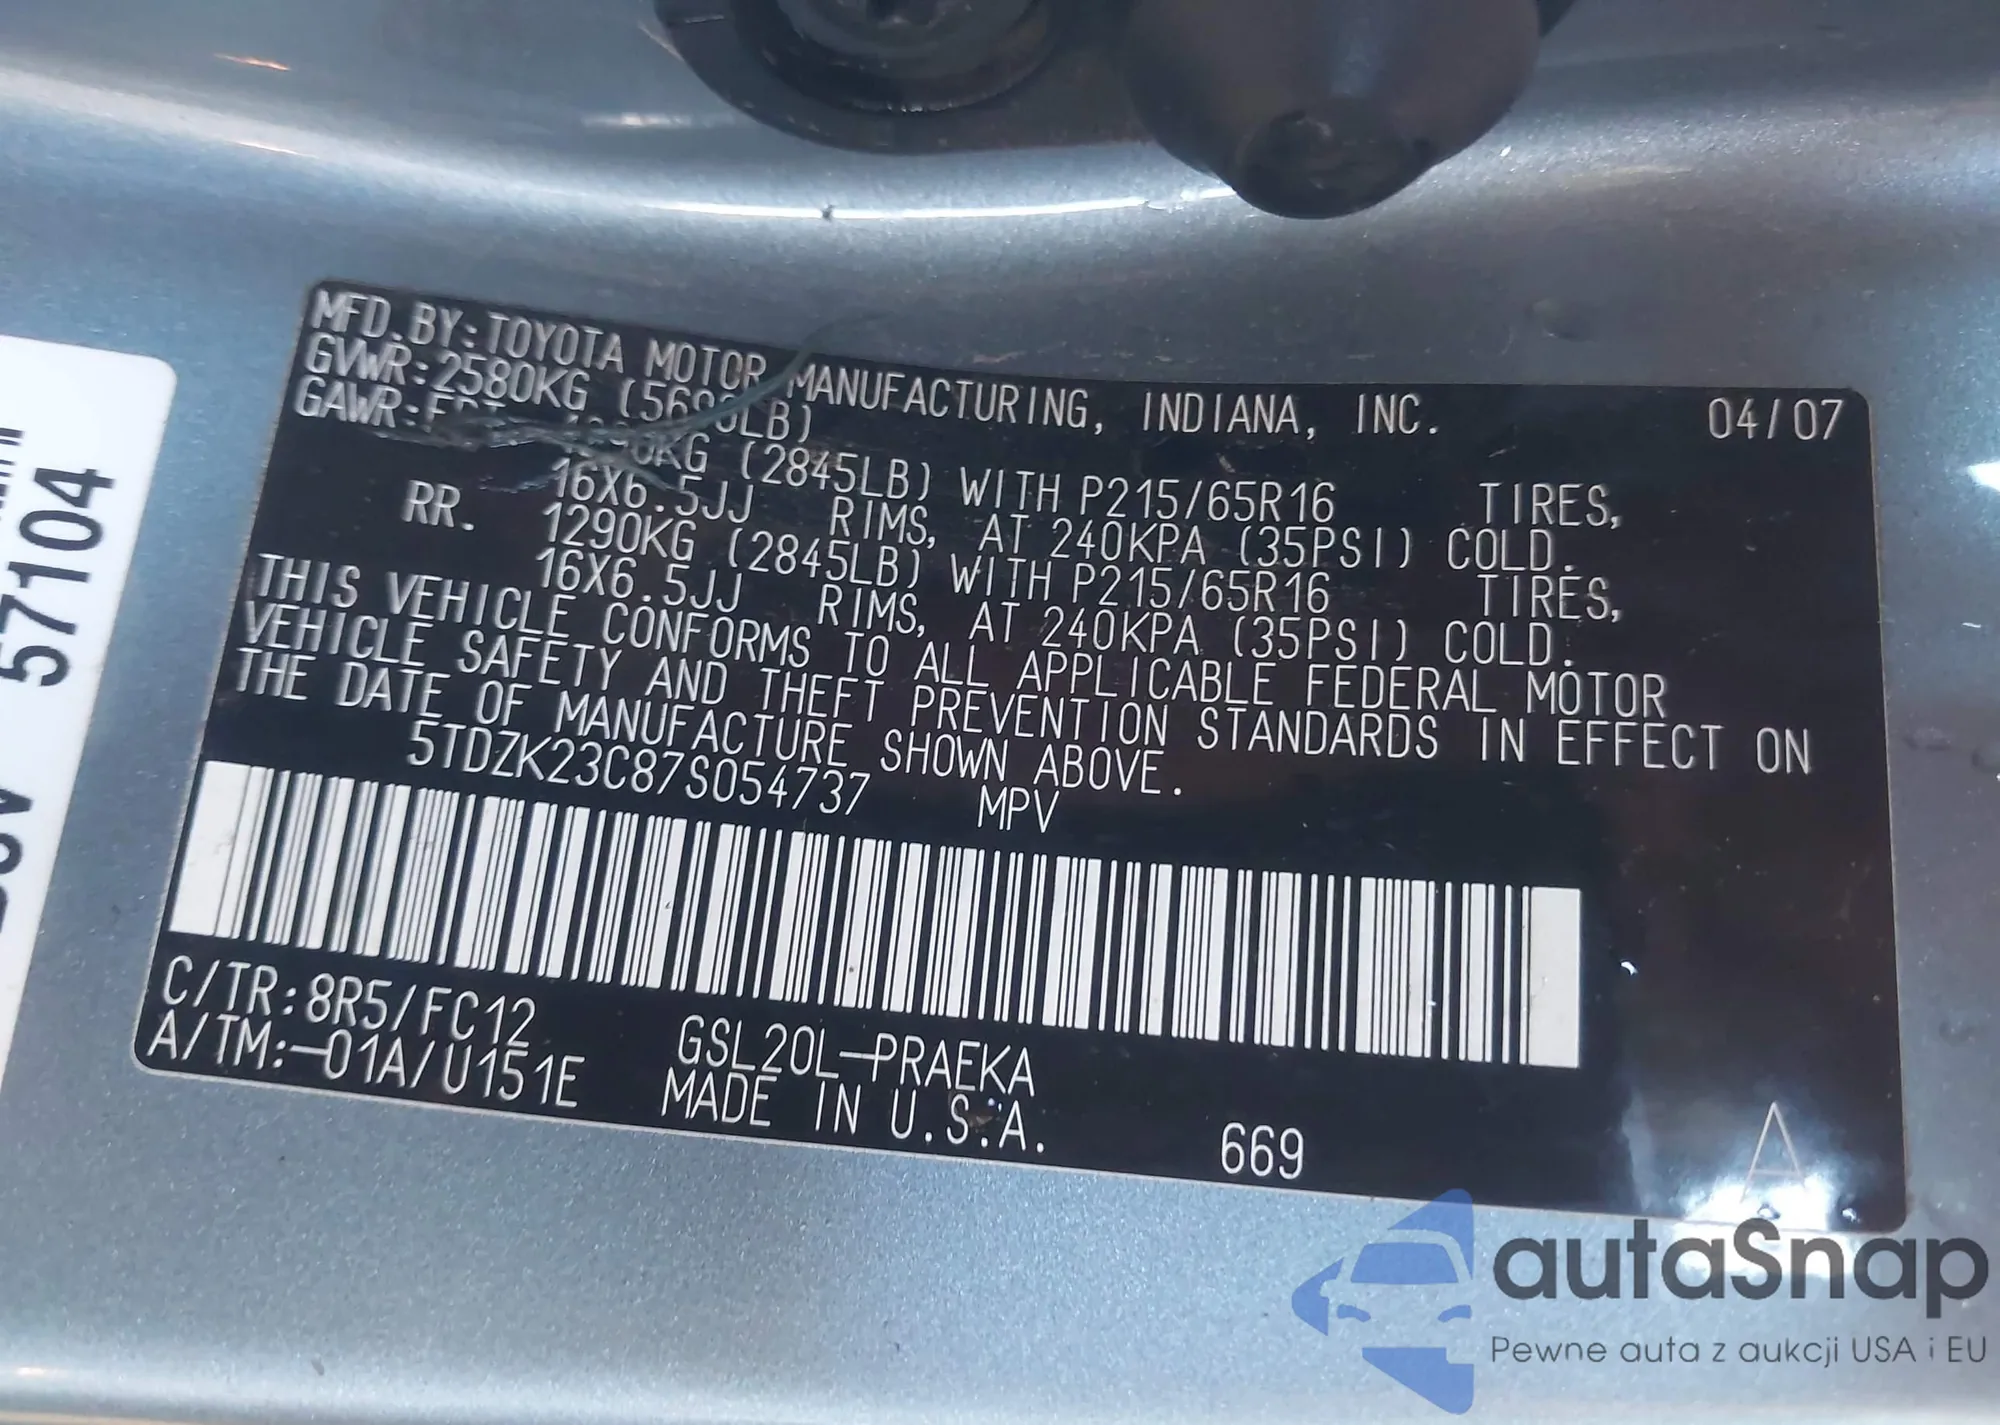 MFD.BY:TOYOTA MOTOR MANUFACTURING, INDIANA, INC. 04/07
GVWR:2580KG (5690LB)
GAWR:FRT. 1290KG (2845LB) WITH P215/65R16 TIRES,
16X6.5JJ RIMS, AT 240KPA (35PSI) COLD.
RR. 1290KG (2845LB) WITH P215/65R16 TIRES,
16X6.5JJ RIMS, AT 240KPA (35PSI) COLD.
THIS VEHICLE CONFORMS TO ALL APPLICABLE FEDERAL MOTOR
VEHICLE SAFETY AND THEFT PREVENTION STANDARDS IN EFFECT ON
THE DATE OF MANUFACTURE SHOWN ABOVE.
5TDZK23C87S054737 MPV
C/TR:8R5/FC12
A/TM:-01A/U151E
GSL20L-PRAEKA
MADE IN U.S.A.
669
A
57104
autaSnap
Pewne auta z aukcji USA i EU